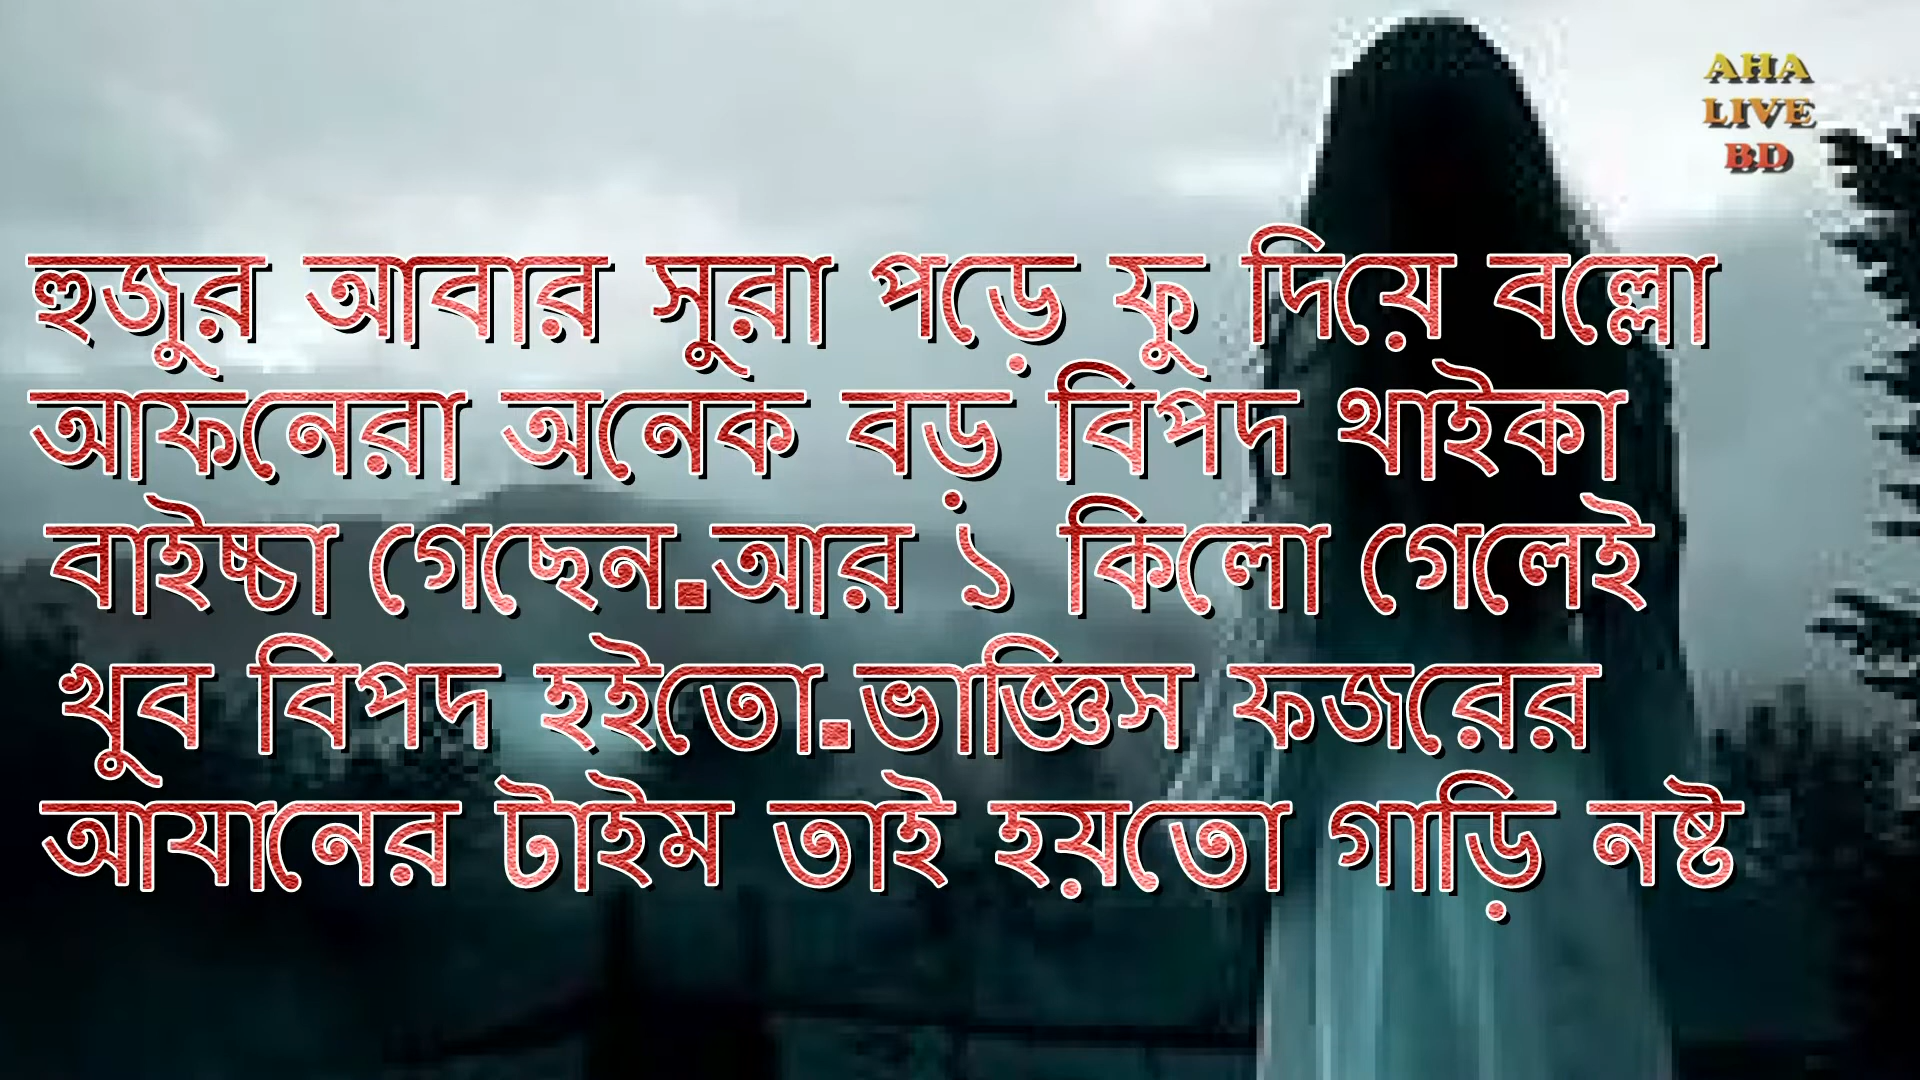 AHA
LIVE
BD
হুজুর আবার সুরা পড়ে ফু দিয়ে বল্লো
আফনেরা অনেক বড় বিপদ থাইকা
বাইচ্চা গেছেন.আর ১ কিলো গেলেই
খুব বিপদ হইতো.ভাজ্ঞিস ফজরের
আযানের টাইম তাই হয়তো গাড়ি নষ্ট